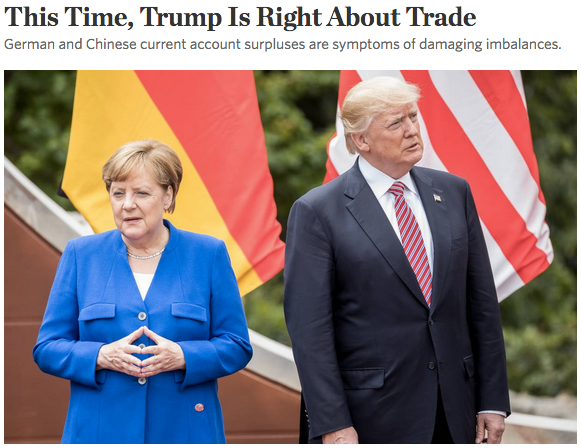 This Time, Trump Is Right About Trade
German and Chinese current account surpluses are symptoms of damaging imbalances.